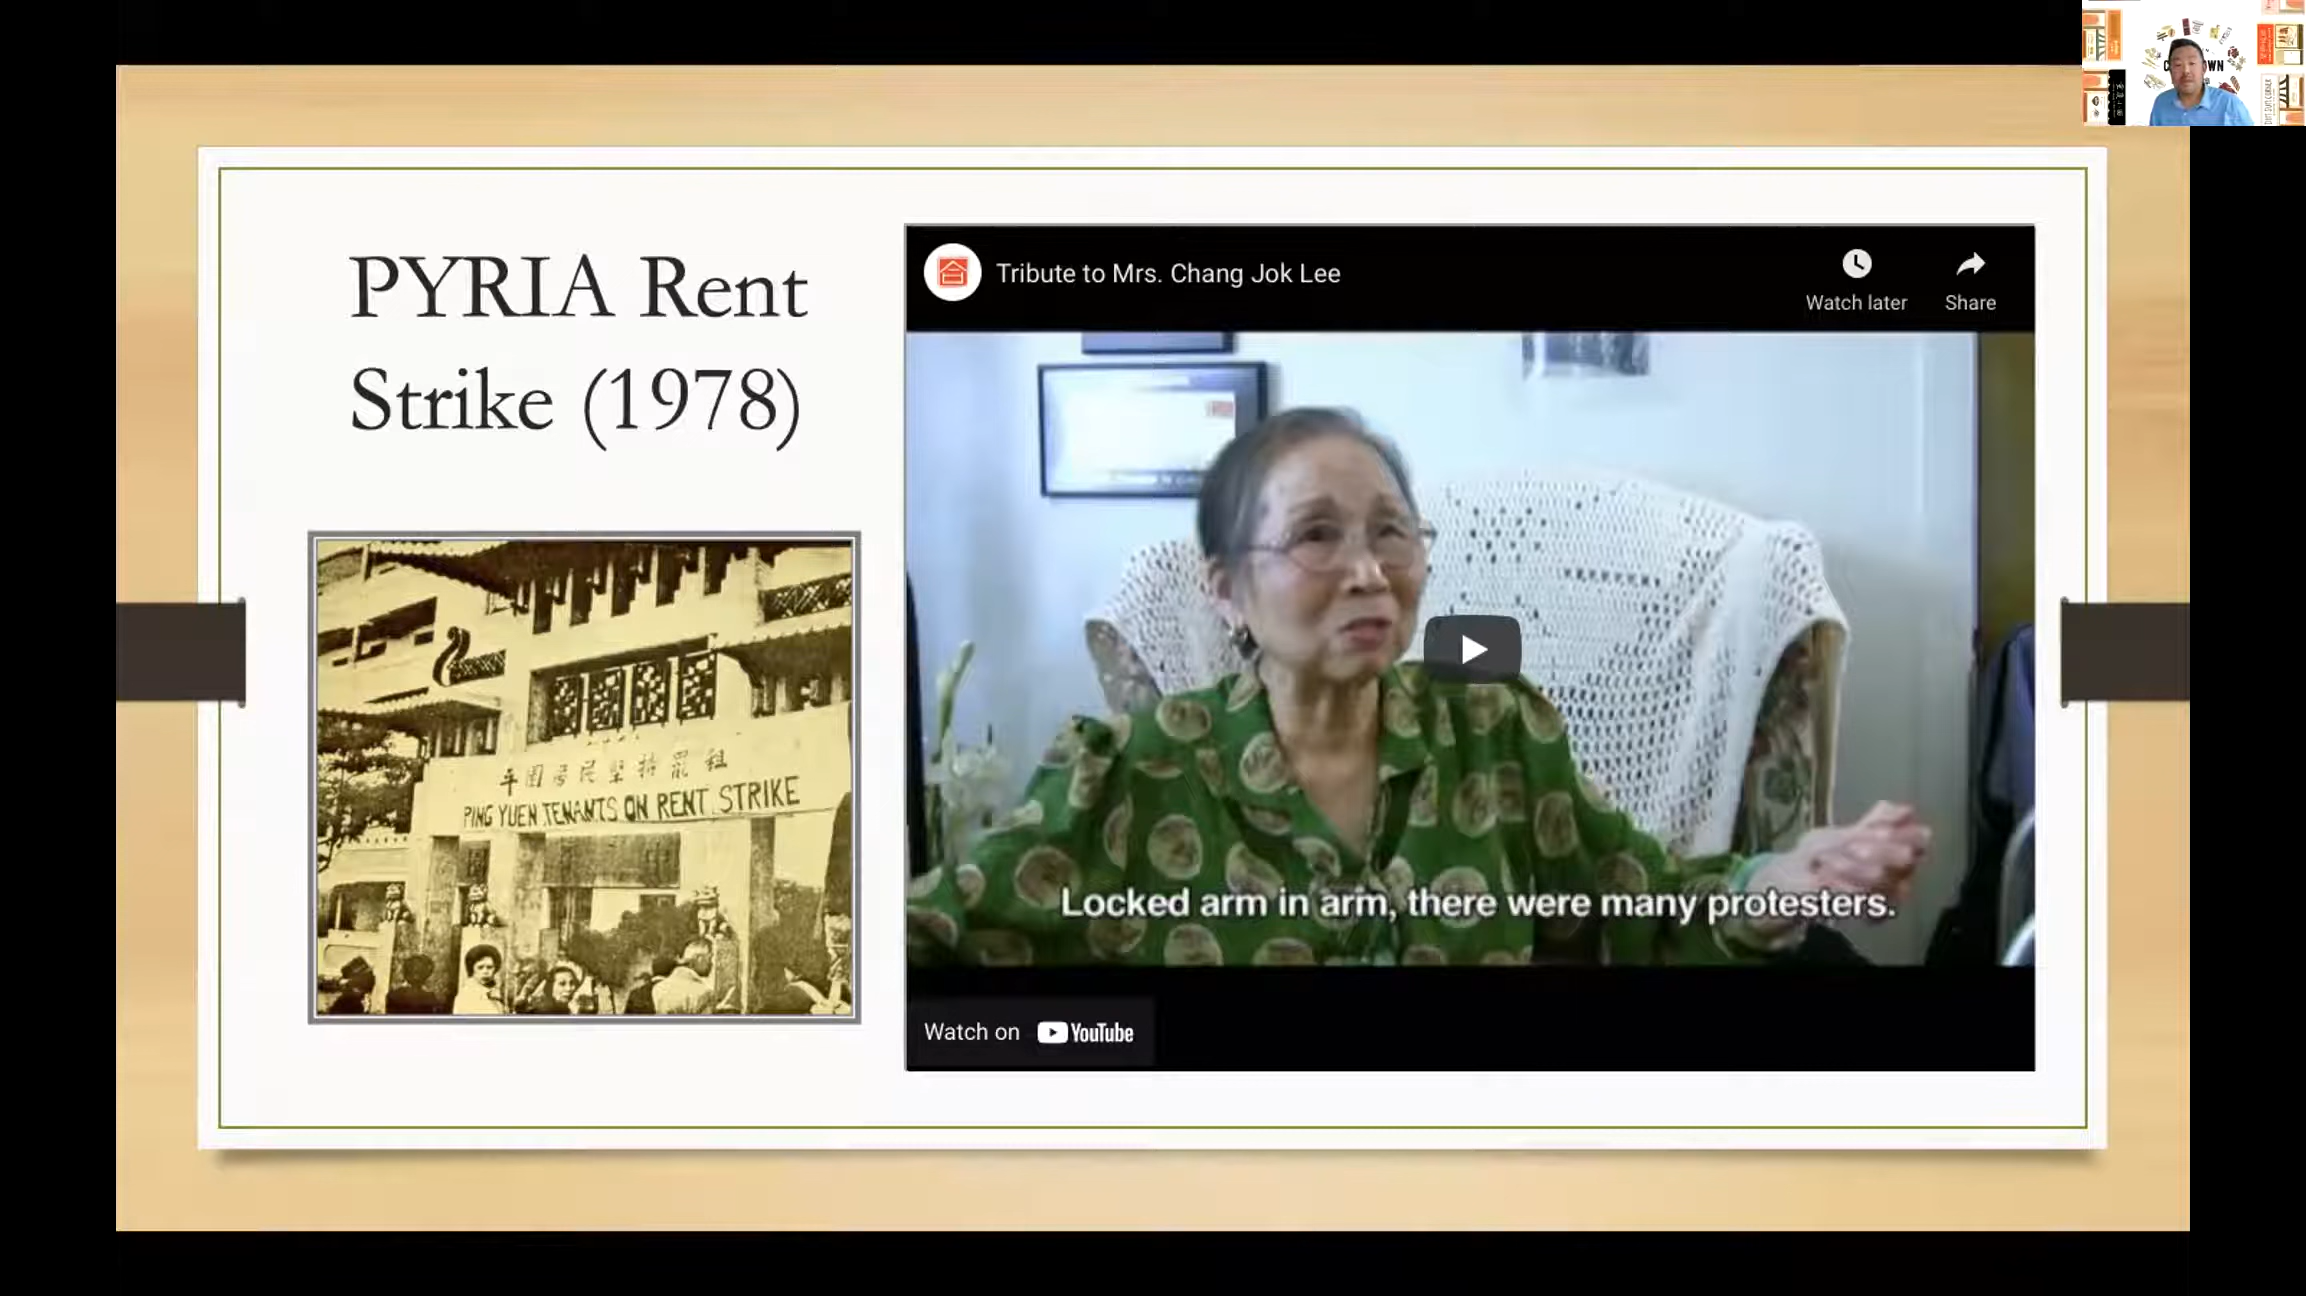 PYRIA Rent
Strike (1978)
平園居民堅持罷租
PING YUEN TENANTS ON RENT STRIKE
Tribute to Mrs. Chang Jok Lee
Watch later
Share
Locked arm in arm, there were many protesters.
Watch on YouTube